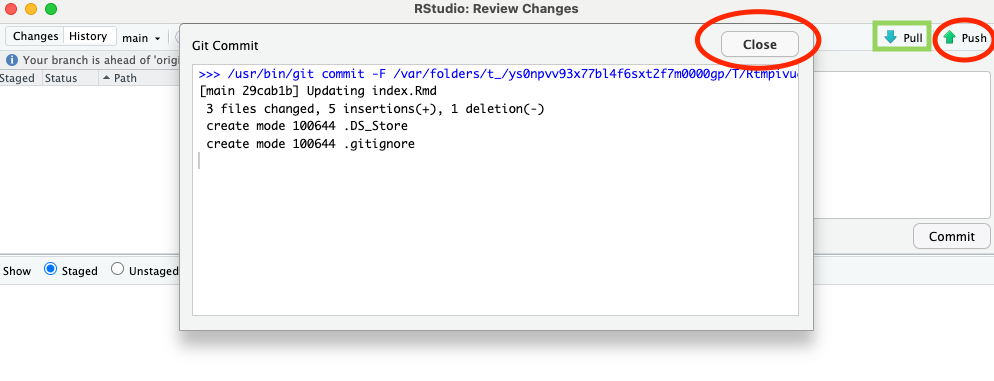 RStudio: Review Changes
Changes History main Pull Push
Your branch is ahead of 'origi
Staged Status Path
Git Commit Close
>>> /usr/bin/git commit -F /var/folders/t_/ys0npvv93x77bl4f6sxt2f7m0000gp/T/Rtmpivu
[main 29cab1b] Updating index.Rmd
3 files changed, 5 insertions(+), 1 deletion(-)
create mode 100644 .DS_Store
create mode 100644 .gitignore
Commit
Show Staged Unstaged